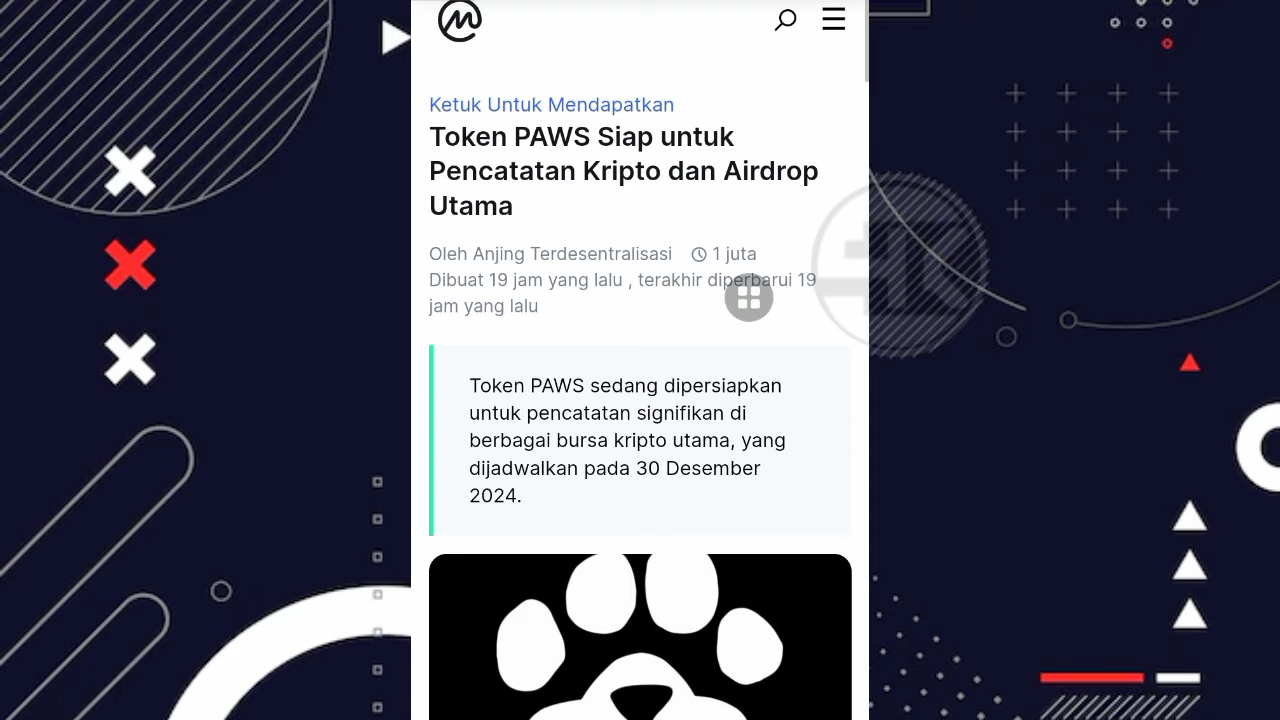 Ketuk Untuk Mendapatkan
Token PAWS Siap untuk
Pencatatan Kripto dan Airdrop
Utama
Oleh Anjing Terdesentralisasi 1 juta
Dibuat 19 jam yang lalu , terakhir diperbarui 19
jam yang lalu
Token PAWS sedang dipersiapkan
untuk pencatatan signifikan di
berbagai bursa kripto utama, yang
dijadwalkan pada 30 Desember
2024.